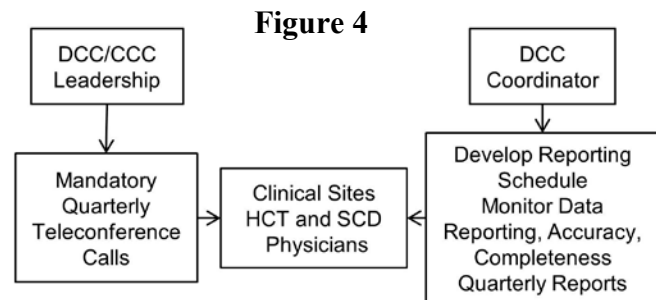 Figure 4
DCC/CCC
Leadership
DCC
Coordinator
Mandatory
Quarterly
Teleconference
Calls
Clinical Sites
HCT and SCD
Physicians
Develop Reporting
Schedule
Monitor Data
Reporting, Accuracy,
Completeness
Quarterly Reports